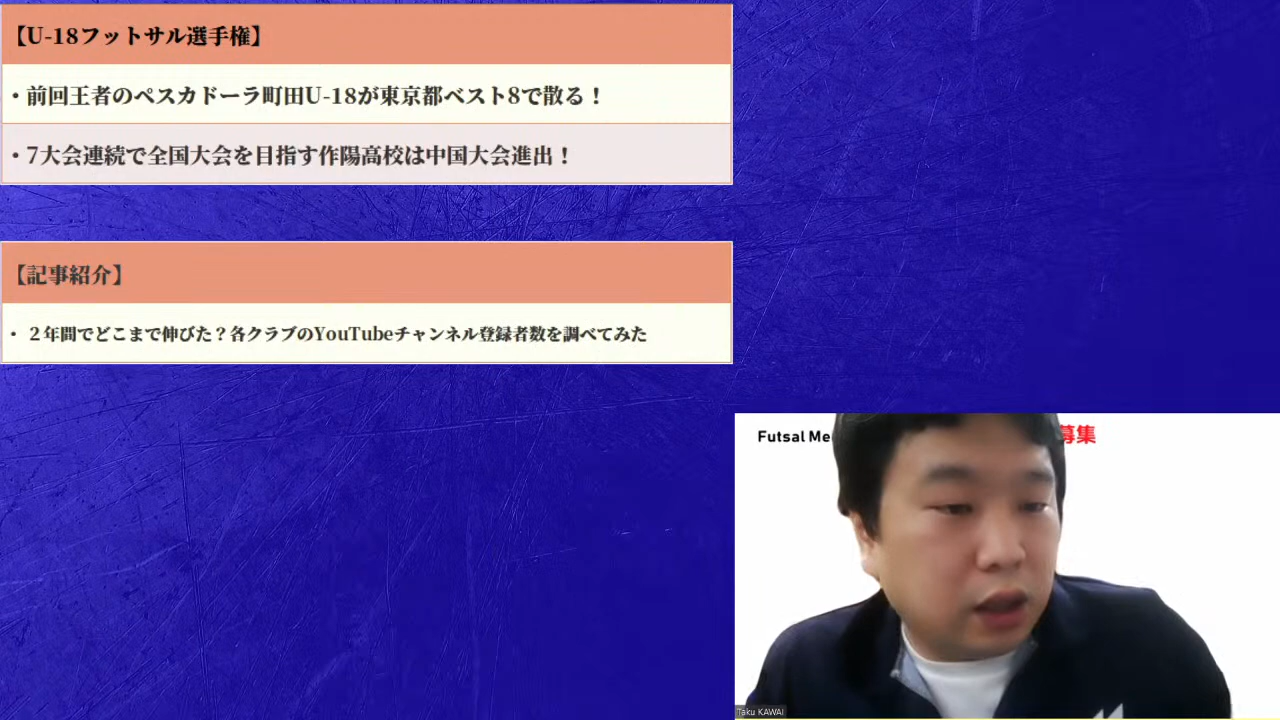 【U-18フットサル選手権】
・前回王者のペスカドーラ町田U-18が東京都ベスト8で散る！
・7大会連続で全国大会を目指す作陽高校は中国大会進出！
【記事紹介】
・２年間でどこまで伸びた？各クラブのYouTubeチャンネル登録者数を調べてみた
Futsal Me
募集
Taku KAWAI